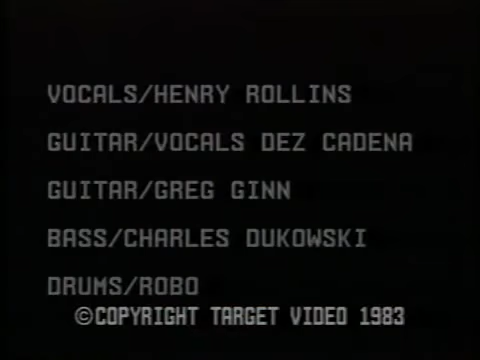 VOCALS/HENRY ROLLINS
GUITAR/VOCALS DEZ CADENA
GUITAR/GREG GINN
BASS/CHARLES DUKOWSKI
DRUMS/ROBO
©COPYRIGHT TARGET VIDEO 1983